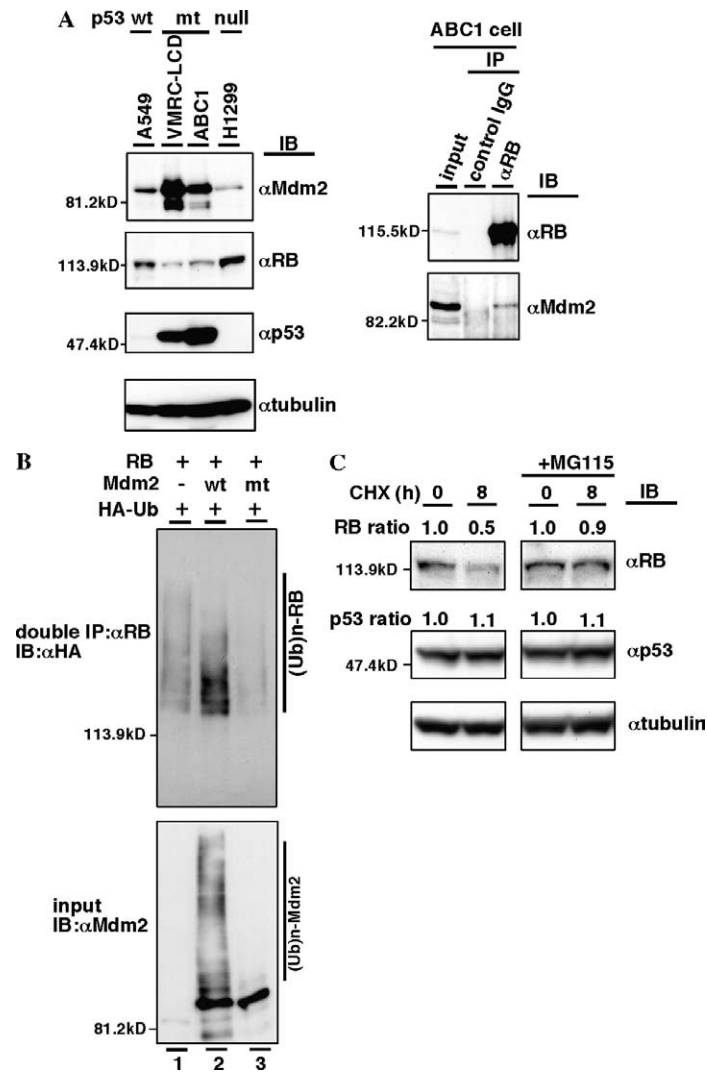 A
p53 wt mt null
A549 VMRC-LCD ABC1 H1299
IB
81.2kD αMdm2
113.9kD αRB
47.4kD αp53
αtubulin
ABC1 cell
IP
input control IgG αRB
IB
115.5kD αRB
82.2kD αMdm2
B
RB + + +
Mdm2 - wt mt
HA-Ub + + +
double IP:αRB
IB:αHA
(Ub)n-RB
113.9kD
input
IB:αMdm2
(Ub)n-Mdm2
81.2kD
1 2 3
C
+MG115
CHX (h) 0 8 0 8 IB
RB ratio 1.0 0.5 1.0 0.9
113.9kD αRB
p53 ratio 1.0 1.1 1.0 1.1
47.4kD αp53
αtubulin